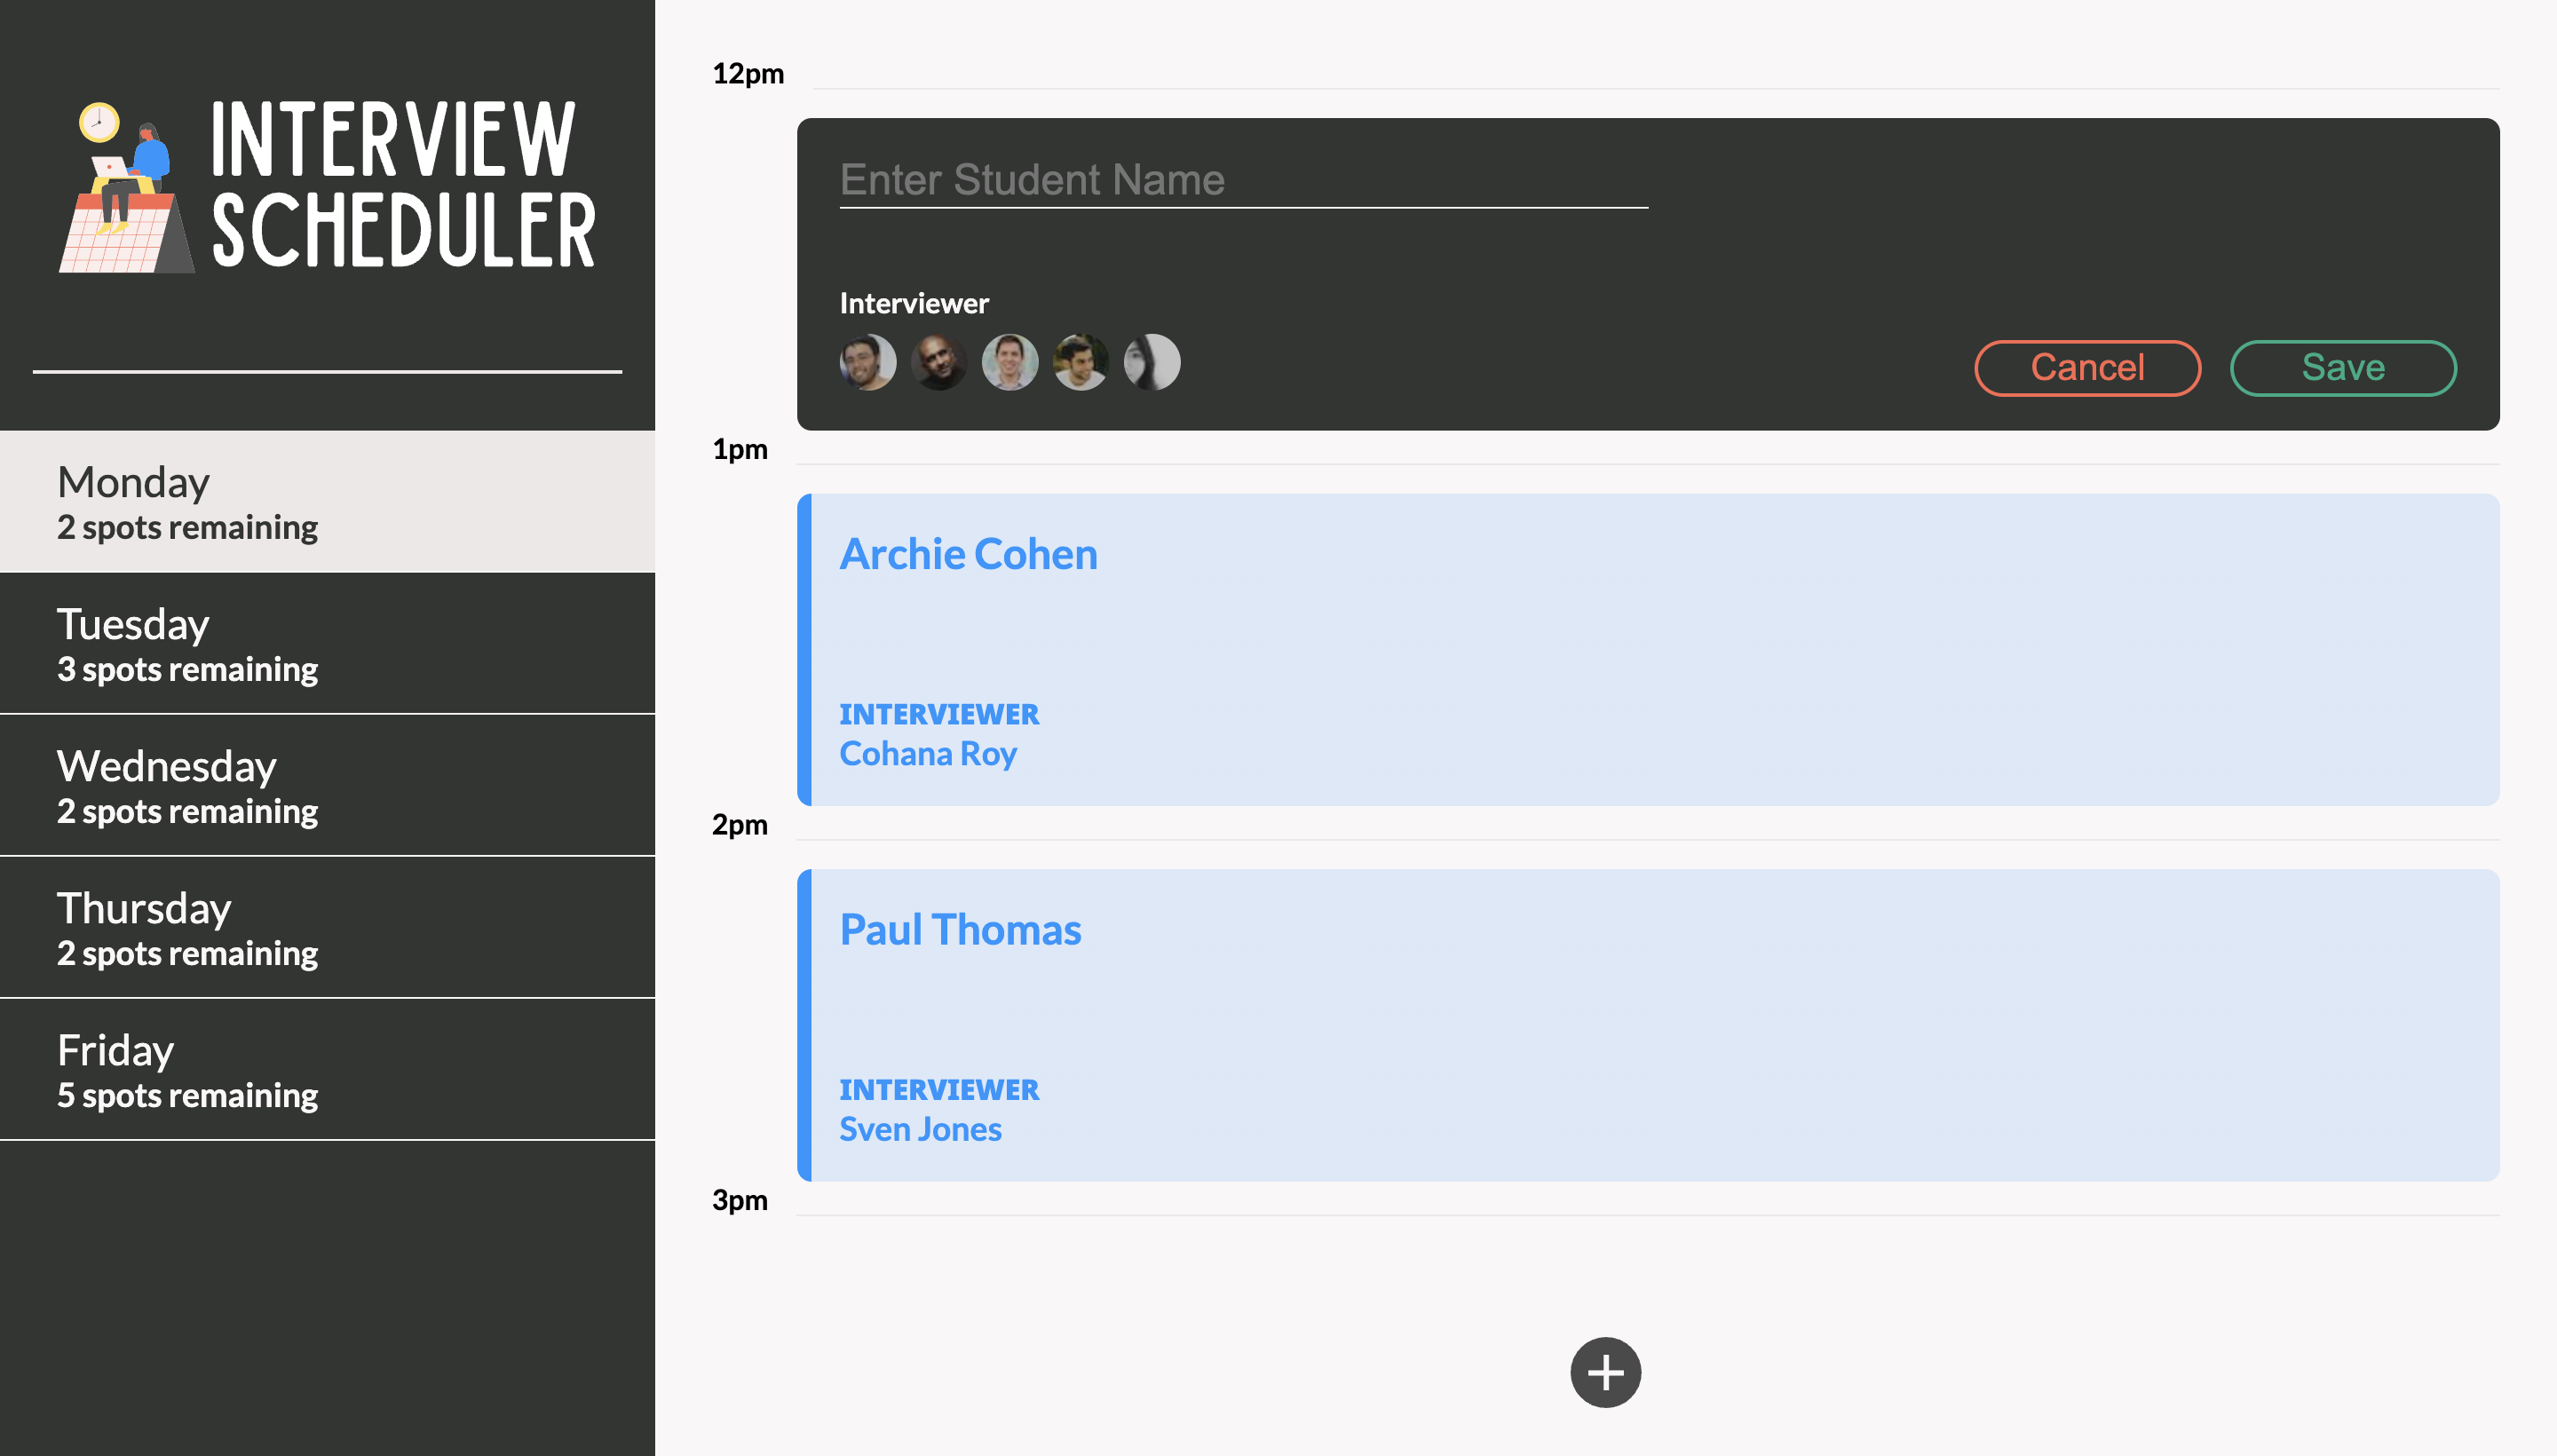 INTERVIEW
SCHEDULER
Monday
2 spots remaining
Tuesday
3 spots remaining
Wednesday
2 spots remaining
Thursday
2 spots remaining
Friday
5 spots remaining
12pm
Enter Student Name
Interviewer
Cancel
Save
1pm
Archie Cohen
INTERVIEWER
Cohana Roy
2pm
Paul Thomas
INTERVIEWER
Sven Jones
3pm